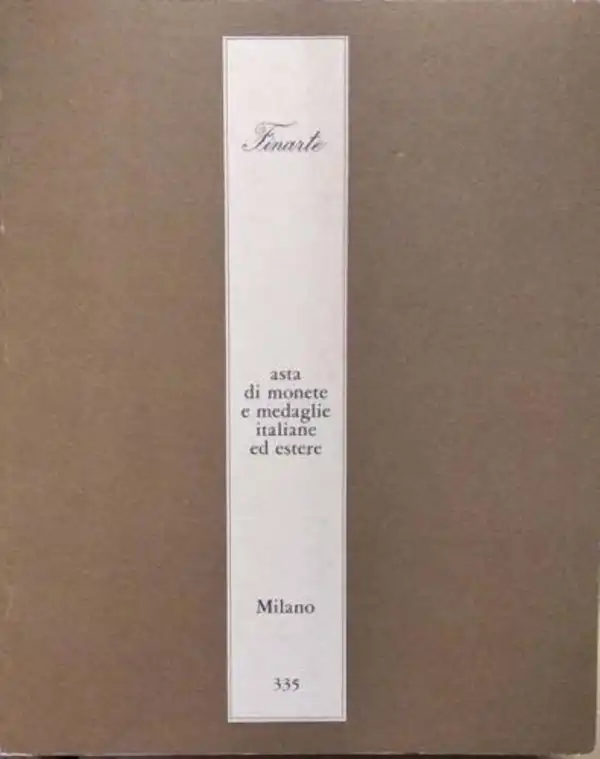 Finarte
asta
di monete
e medaglie
italiane
ed estere
Milano
335